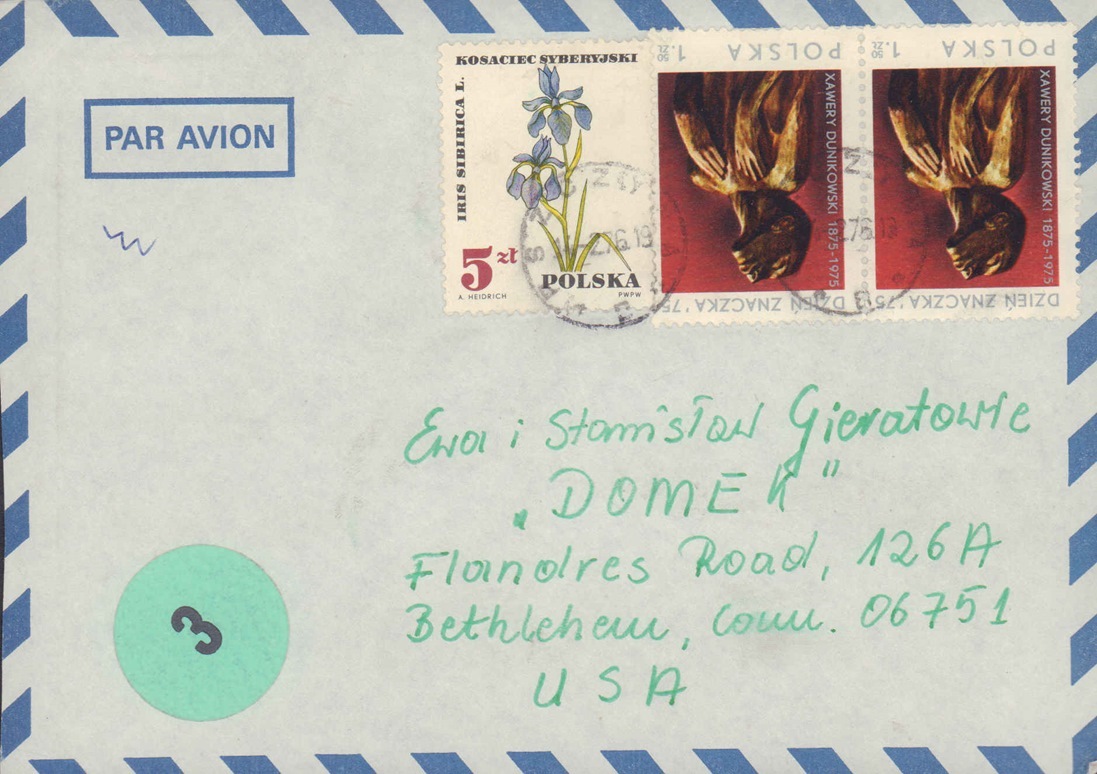 PAR AVION
KOSACIEC SYBERYJSKI
IRIS SIBIRICA L.
5 zł
POLSKA
A. HEIDRICH
PWPW
POLSKA
1.50 ZŁ
XAWERY DUNIKOWSKI 1875-1975
DZIEŃ ZNACZKA '75
POLSKA
1.50 ZŁ
XAWERY DUNIKOWSKI 1875-1975
DZIEŃ ZNACZKA '75
Ewa i Stanisław Gieratowie
„DOMEK"
Flandres Road, 126A
Bethlehem, Conn. 06751
USA
3